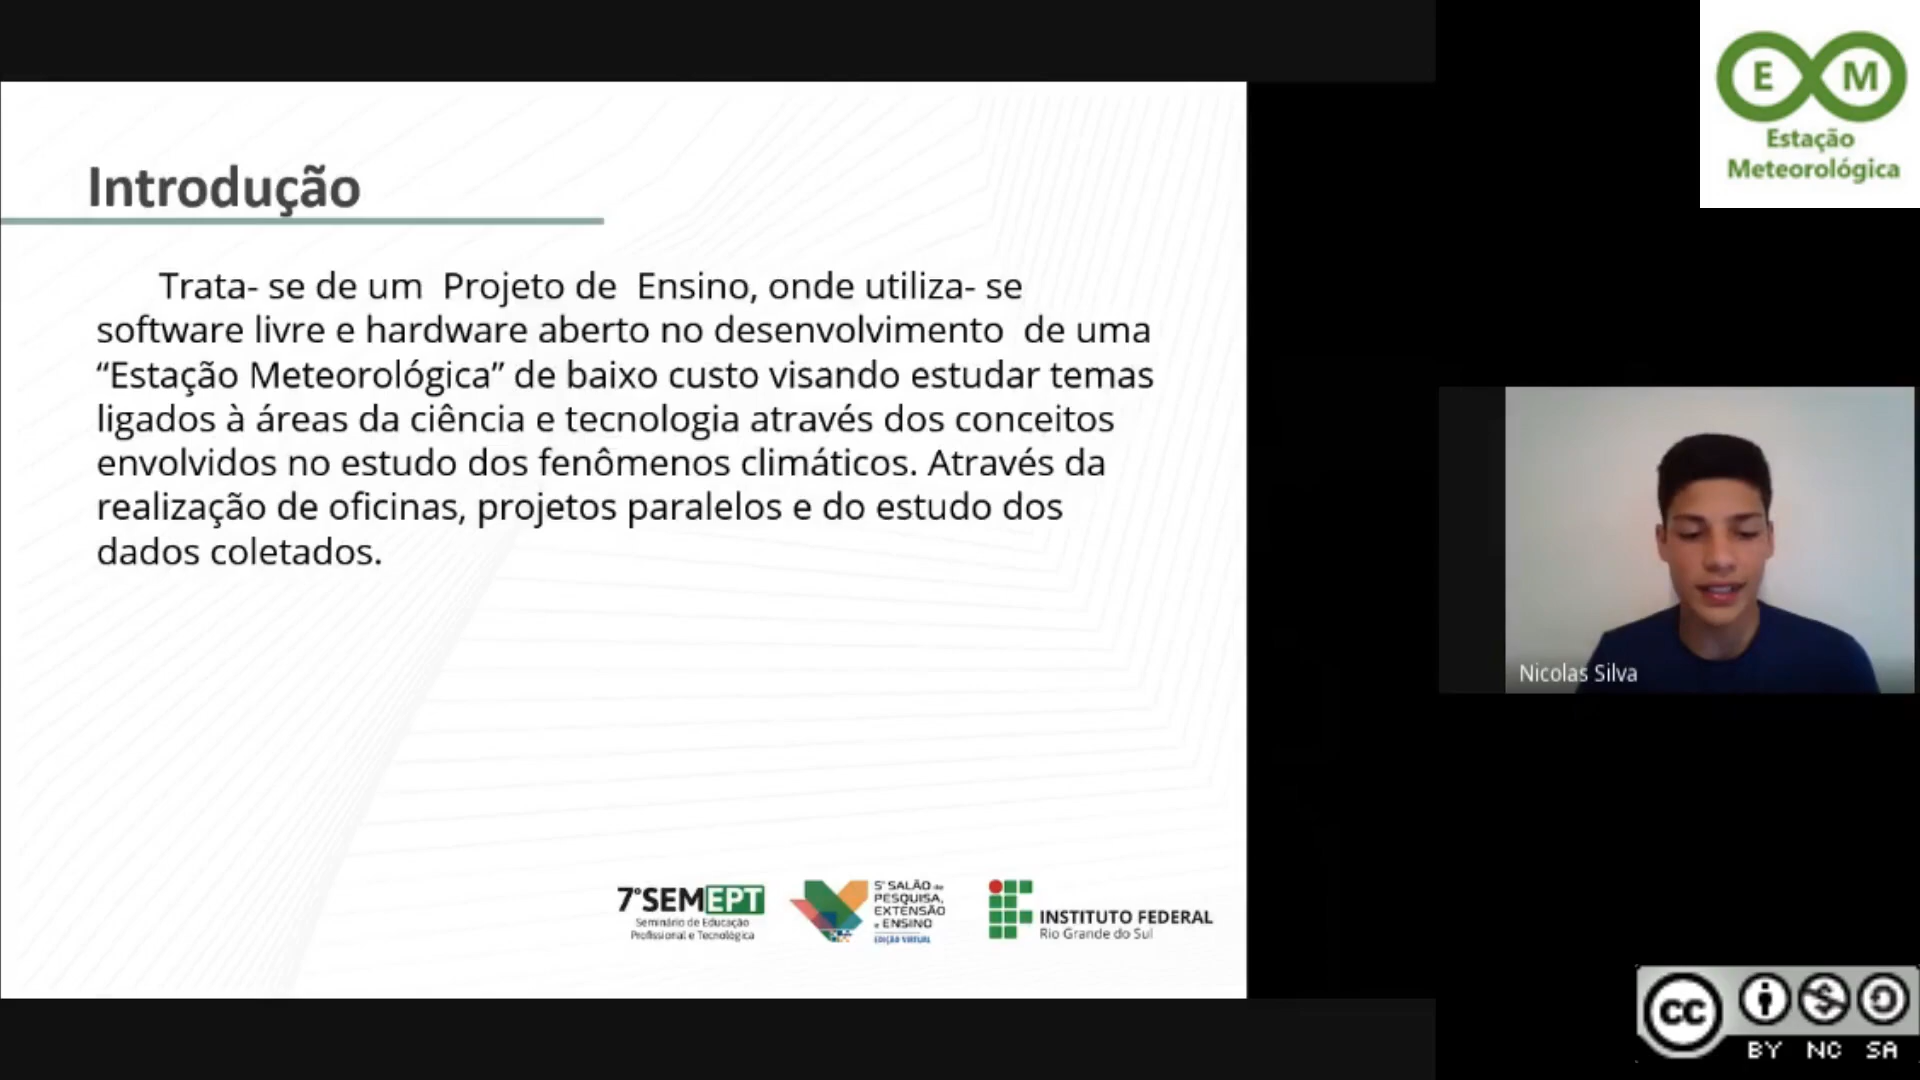 E M
Estação
Meteorológica
Introdução
Trata- se de um  Projeto de  Ensino, onde utiliza- se
software livre e hardware aberto no desenvolvimento  de uma
“Estação Meteorológica” de baixo custo visando estudar temas
ligados à áreas da ciência e tecnologia através dos conceitos
envolvidos no estudo dos fenômenos climáticos. Através da
realização de oficinas, projetos paralelos e do estudo dos
dados coletados.
Nicolas Silva
7ºSEMEPT
Seminário de Educação
Profissional e Tecnológica
5º SALÃO de
PESQUISA,
EXTENSÃO
e ENSINO
EDIÇÃO VIRTUAL
INSTITUTO FEDERAL
Rio Grande do Sul
cc
BY NC SA